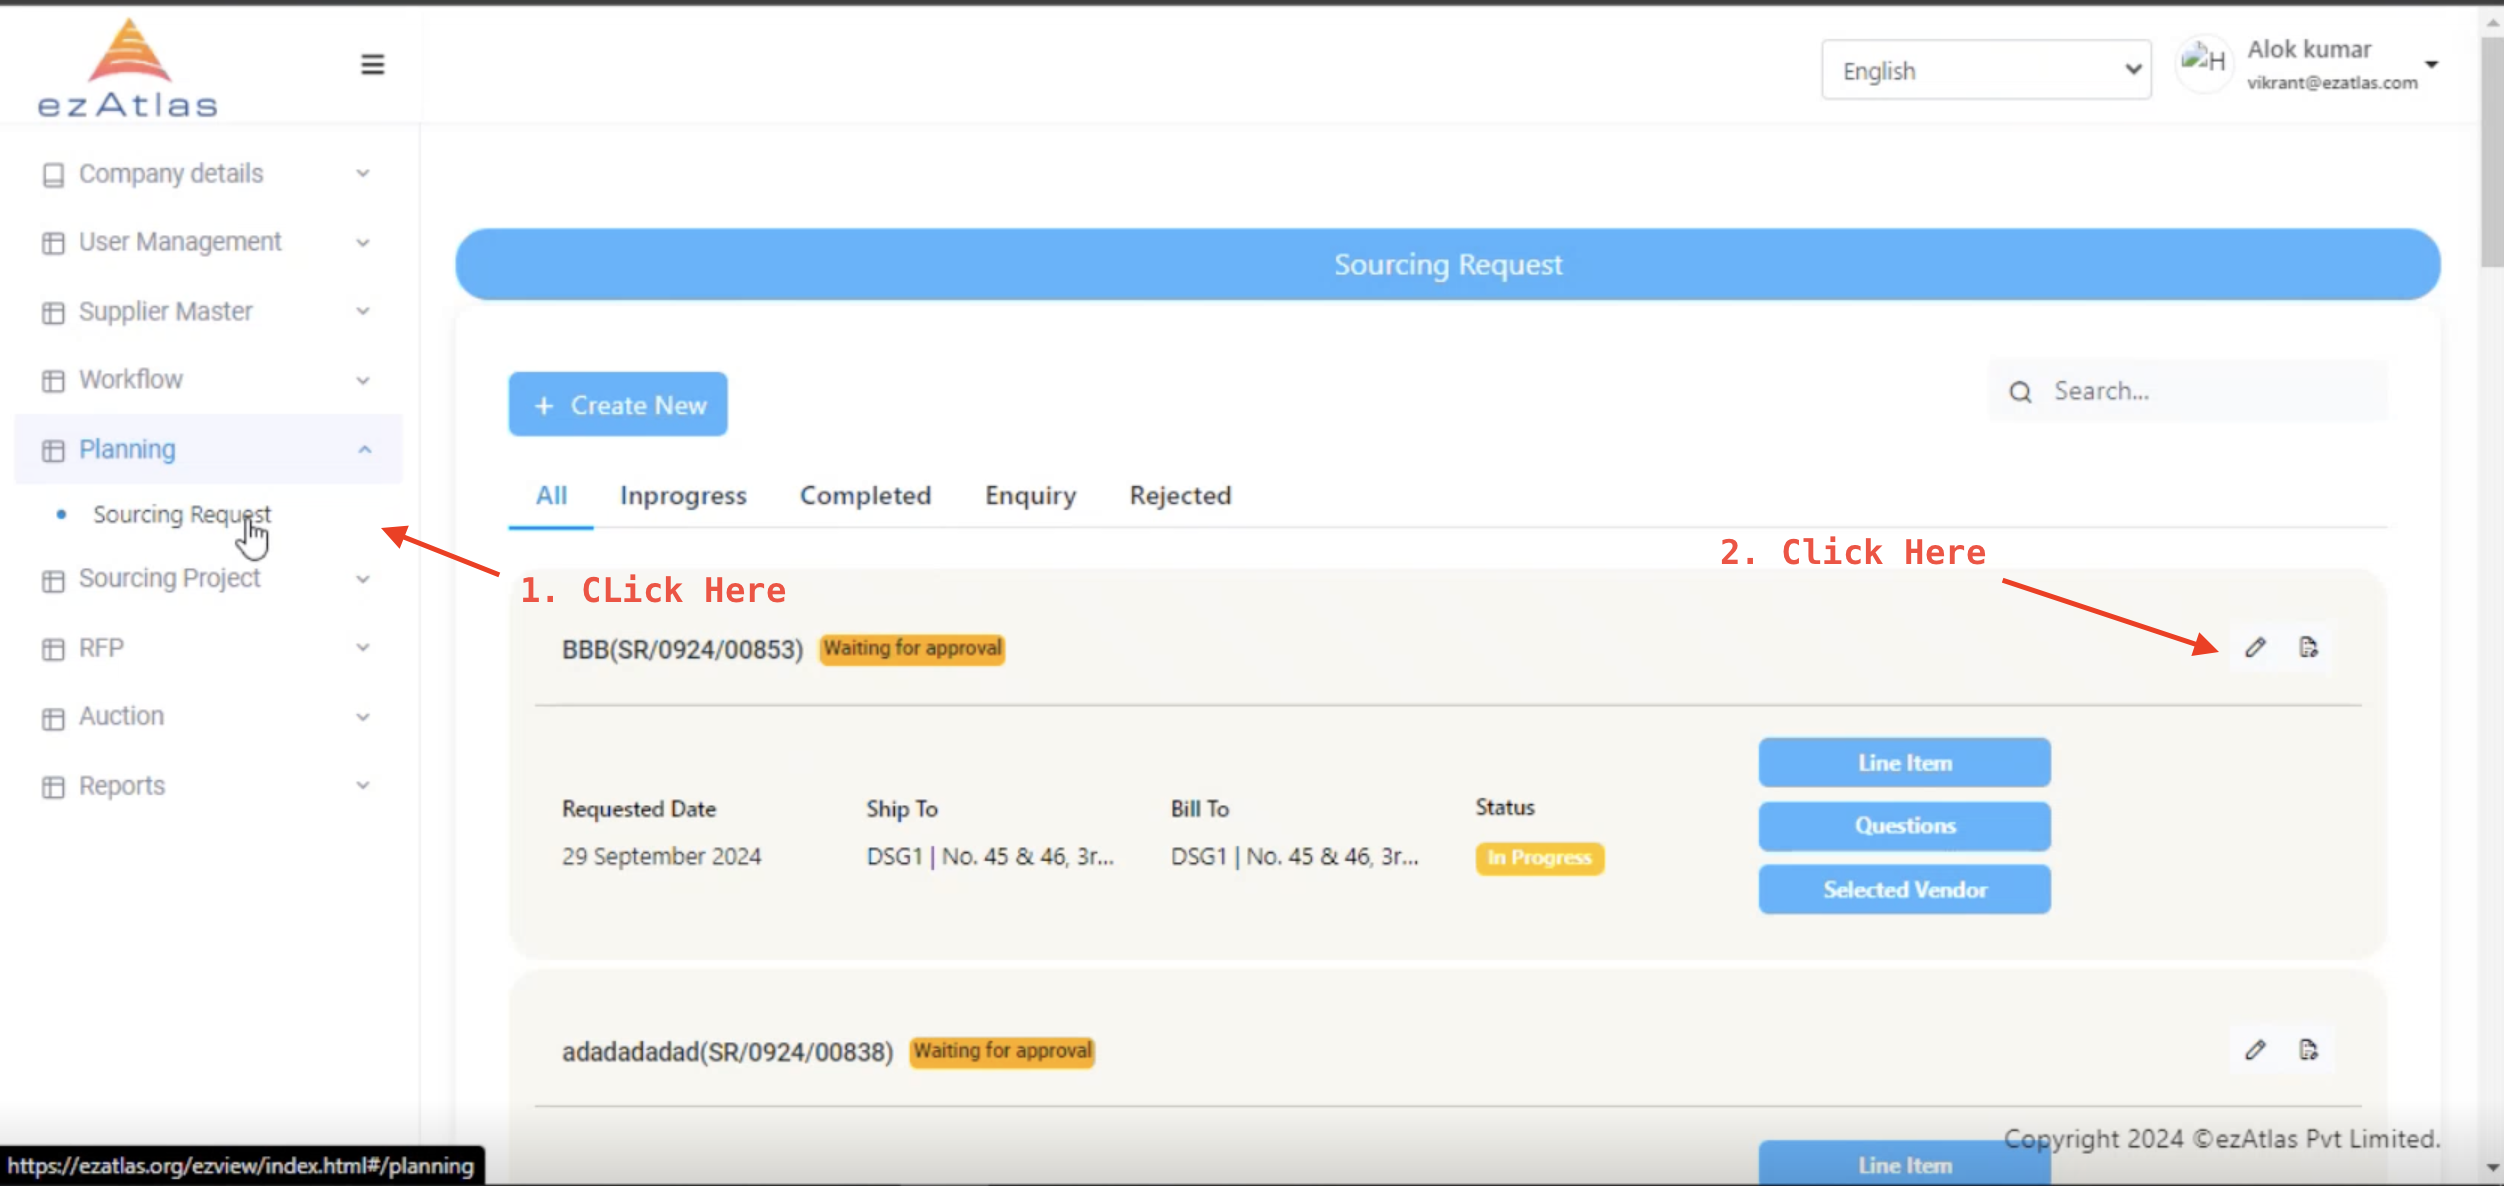 ezAtlas
English
H
Alok kumar
vikrant@ezatlas.com
Company details
User Management
Supplier Master
Workflow
Planning
Sourcing Request
Sourcing Project
RFP
Auction
Reports
Sourcing Request
+ Create New
Search...
All Inprogress Completed Enquiry Rejected
1. CLick Here
2. Click Here
BBB(SR/0924/00853) Waiting for approval
Requested Date Ship To Bill To Status
29 September 2024 DSG1 | No. 45 & 46, 3r... DSG1 | No. 45 & 46, 3r... In Progress
Line Item
Questions
Selected Vendor
adadadadad(SR/0924/00838) Waiting for approval
Line Item
Copyright 2024 ©ezAtlas Pvt Limited.
https://ezatlas.org/ezview/index.html#/planning